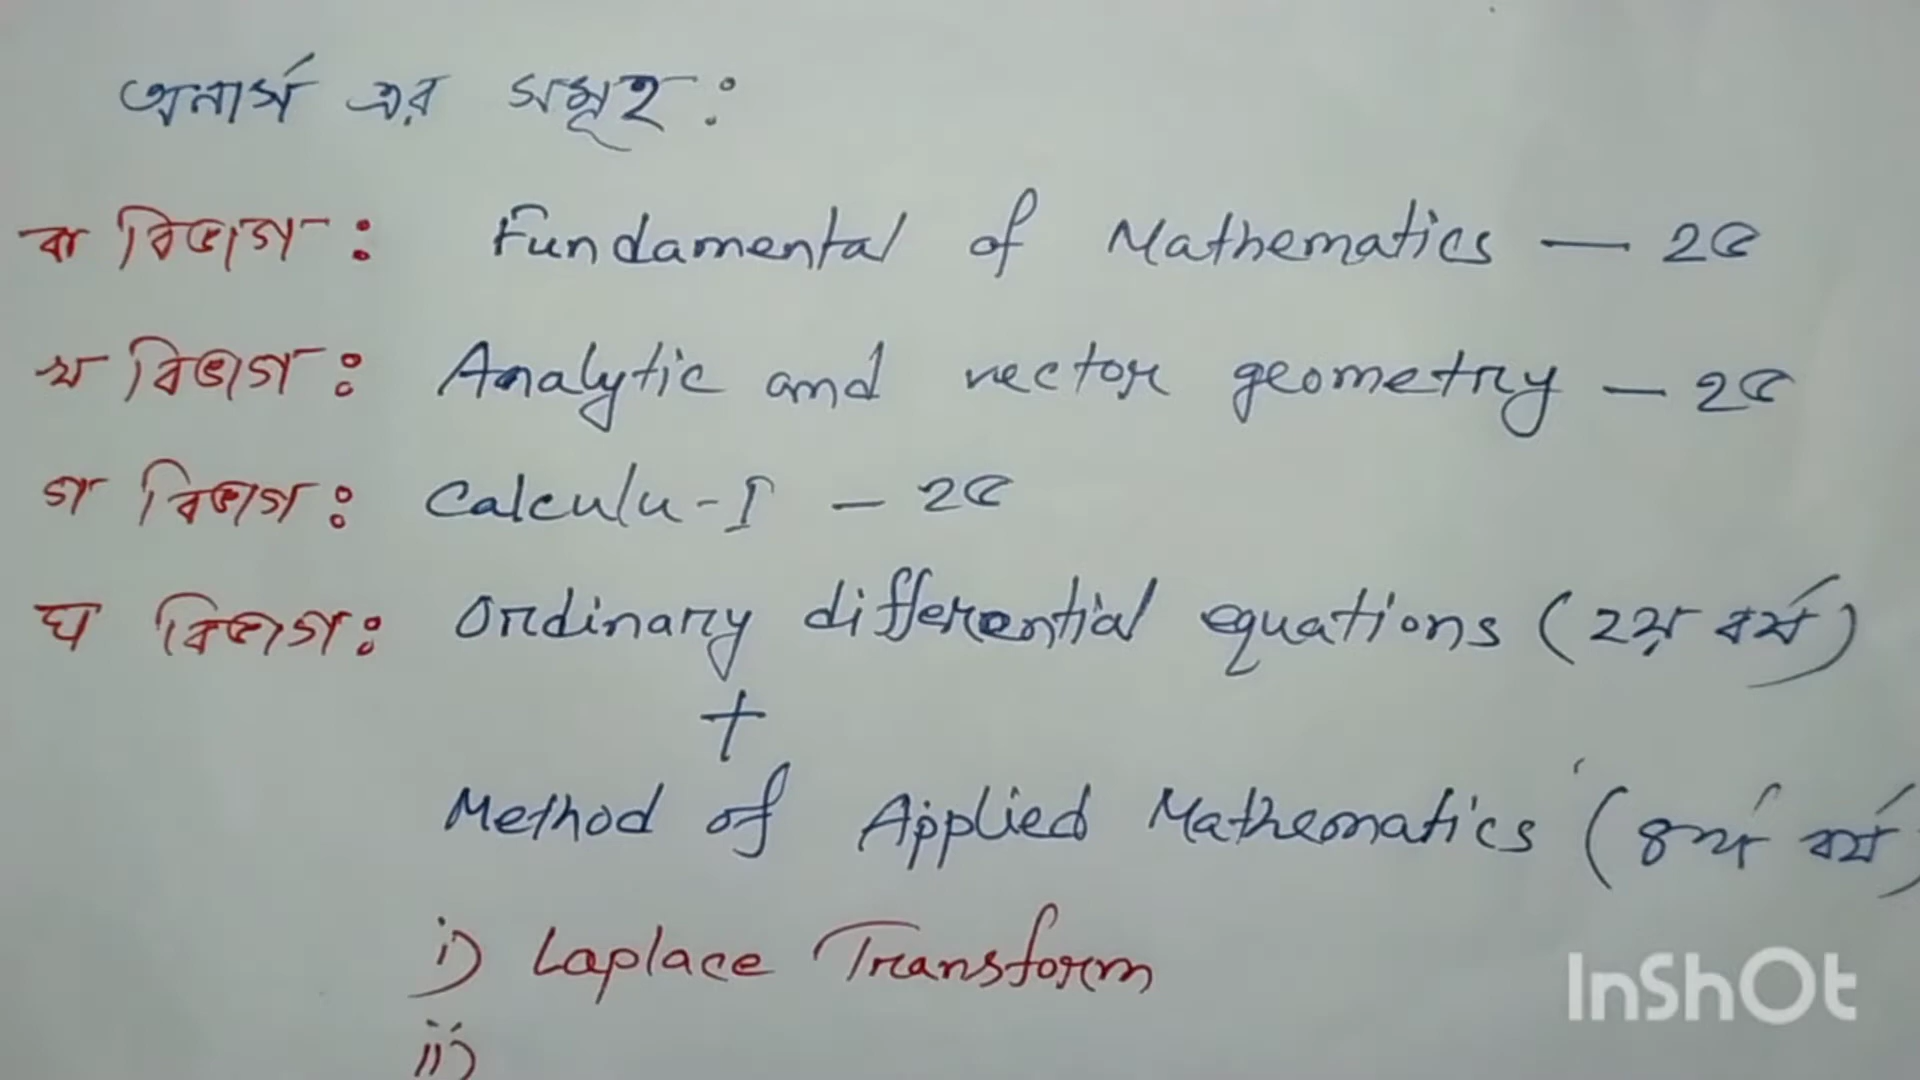 অনার্স এর সমূহ :
ক বিভাগ : Fundamental of Mathematics — ২৫
খ বিভাগ : Analytic and vector geometry — ২৫
গ বিভাগ : Calculu-I — ২৫
ঘ বিভাগ : Ordinary differential equations (২য় বর্ষ)
+
Method of Applied Mathematics (৪র্থ বর্ষ)
i) Laplace Transform
ii)
InShOt